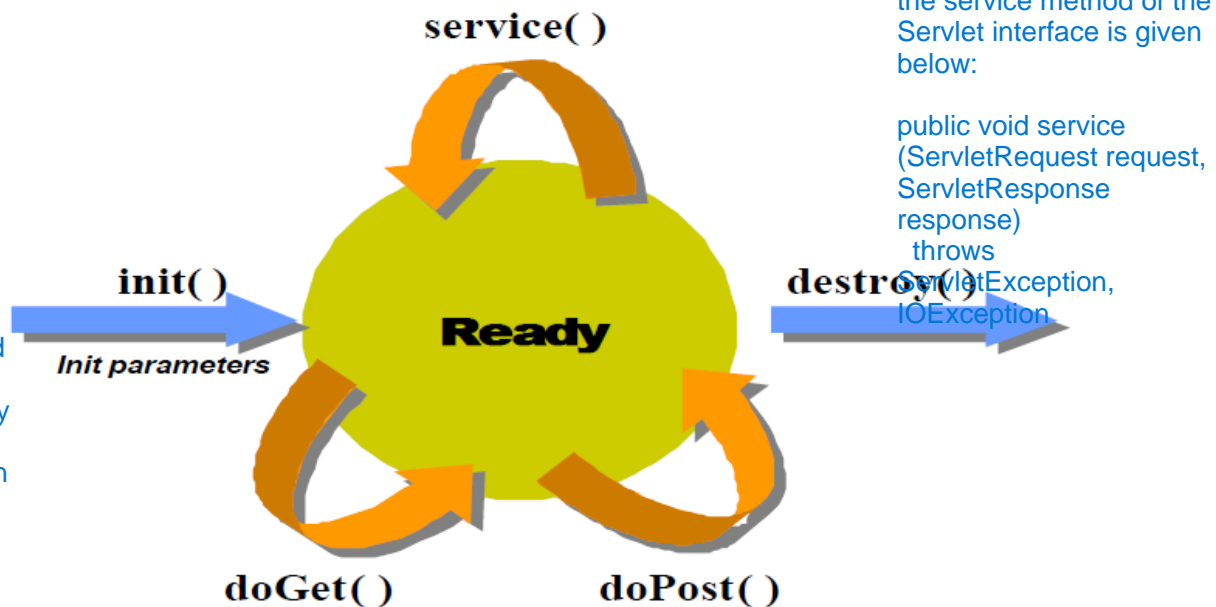 the service method of the
Servlet interface is given
below:
public void service
(ServletRequest request,
ServletResponse
response)
throws
ServletException,
IOException
service( )
init( )
Init parameters
Ready
destroy( )
doGet( )
doPost( )